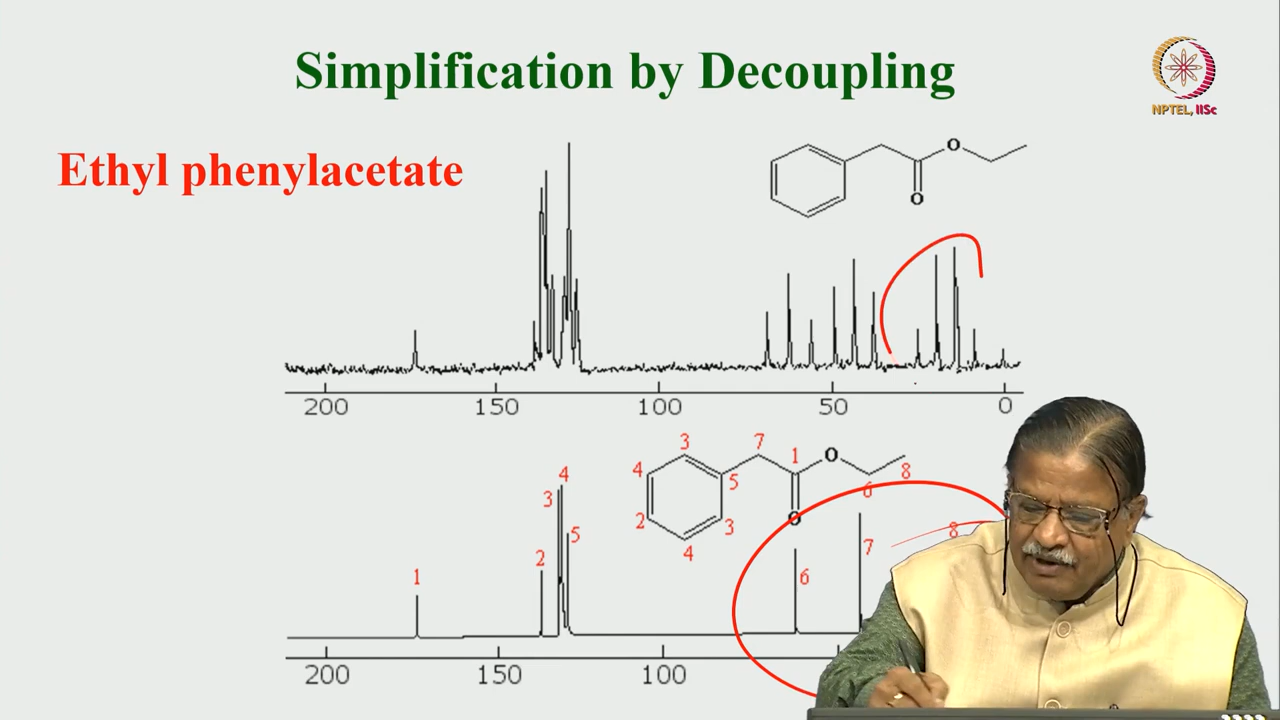 Simplification by Decoupling
NPTEL, IISc
Ethyl phenylacetate
O
O
200 150 100 50 0
3 7 1 O
4 5 8
6
2 3 O
4
4
3
5
2
1
6
7
8
200 150 100